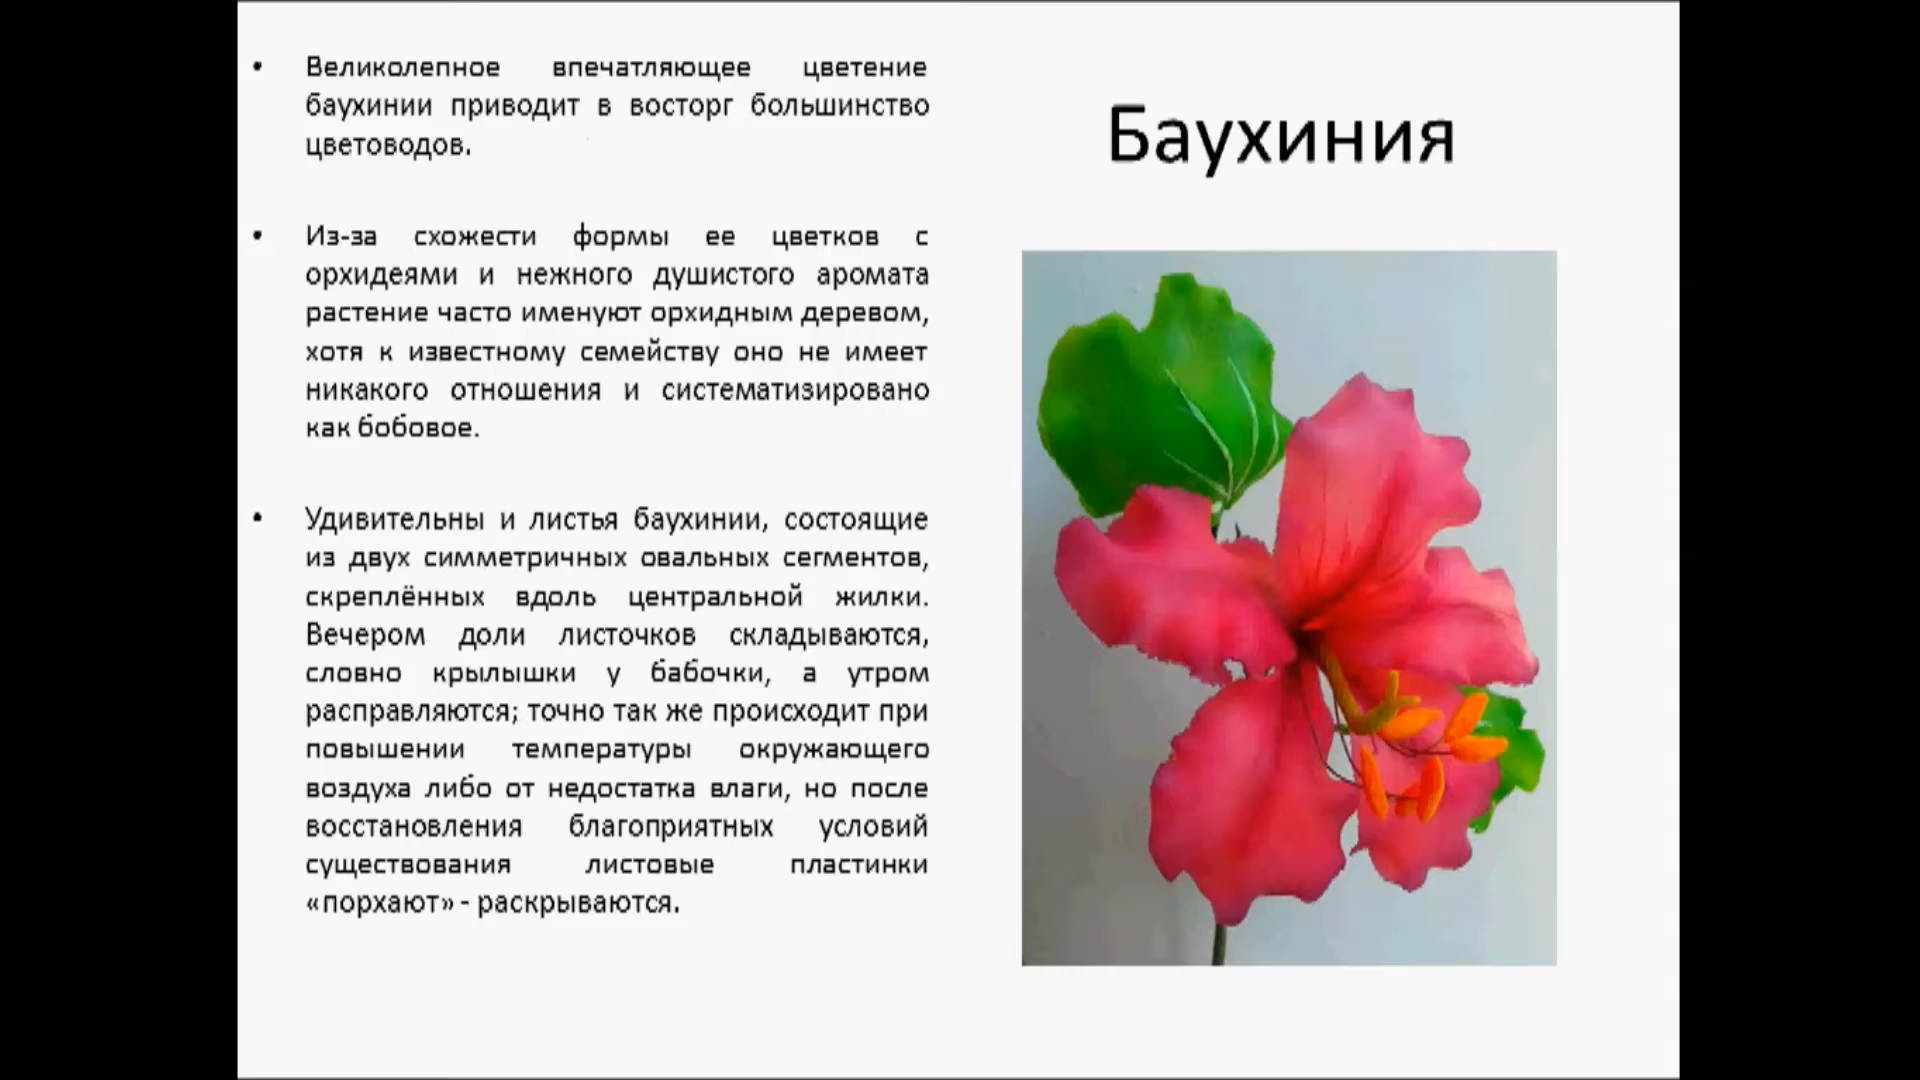 Баухиния
• Великолепное впечатляющее цветение
баухинии приводит в восторг большинство
цветоводов.
• Из-за схожести формы ее цветков с
орхидеями и нежного душистого аромата
растение часто именуют орхидным деревом,
хотя к известному семейству оно не имеет
никакого отношения и систематизировано
как бобовое.
• Удивительны и листья баухинии, состоящие
из двух симметричных овальных сегментов,
скреплённых вдоль центральной жилки.
Вечером доли листочков складываются,
словно крылышки у бабочки, а утром
расправляются; точно так же происходит при
повышении температуры окружающего
воздуха либо от недостатка влаги, но после
восстановления благоприятных условий
существования листовые пластинки
«порхают» - раскрываются.